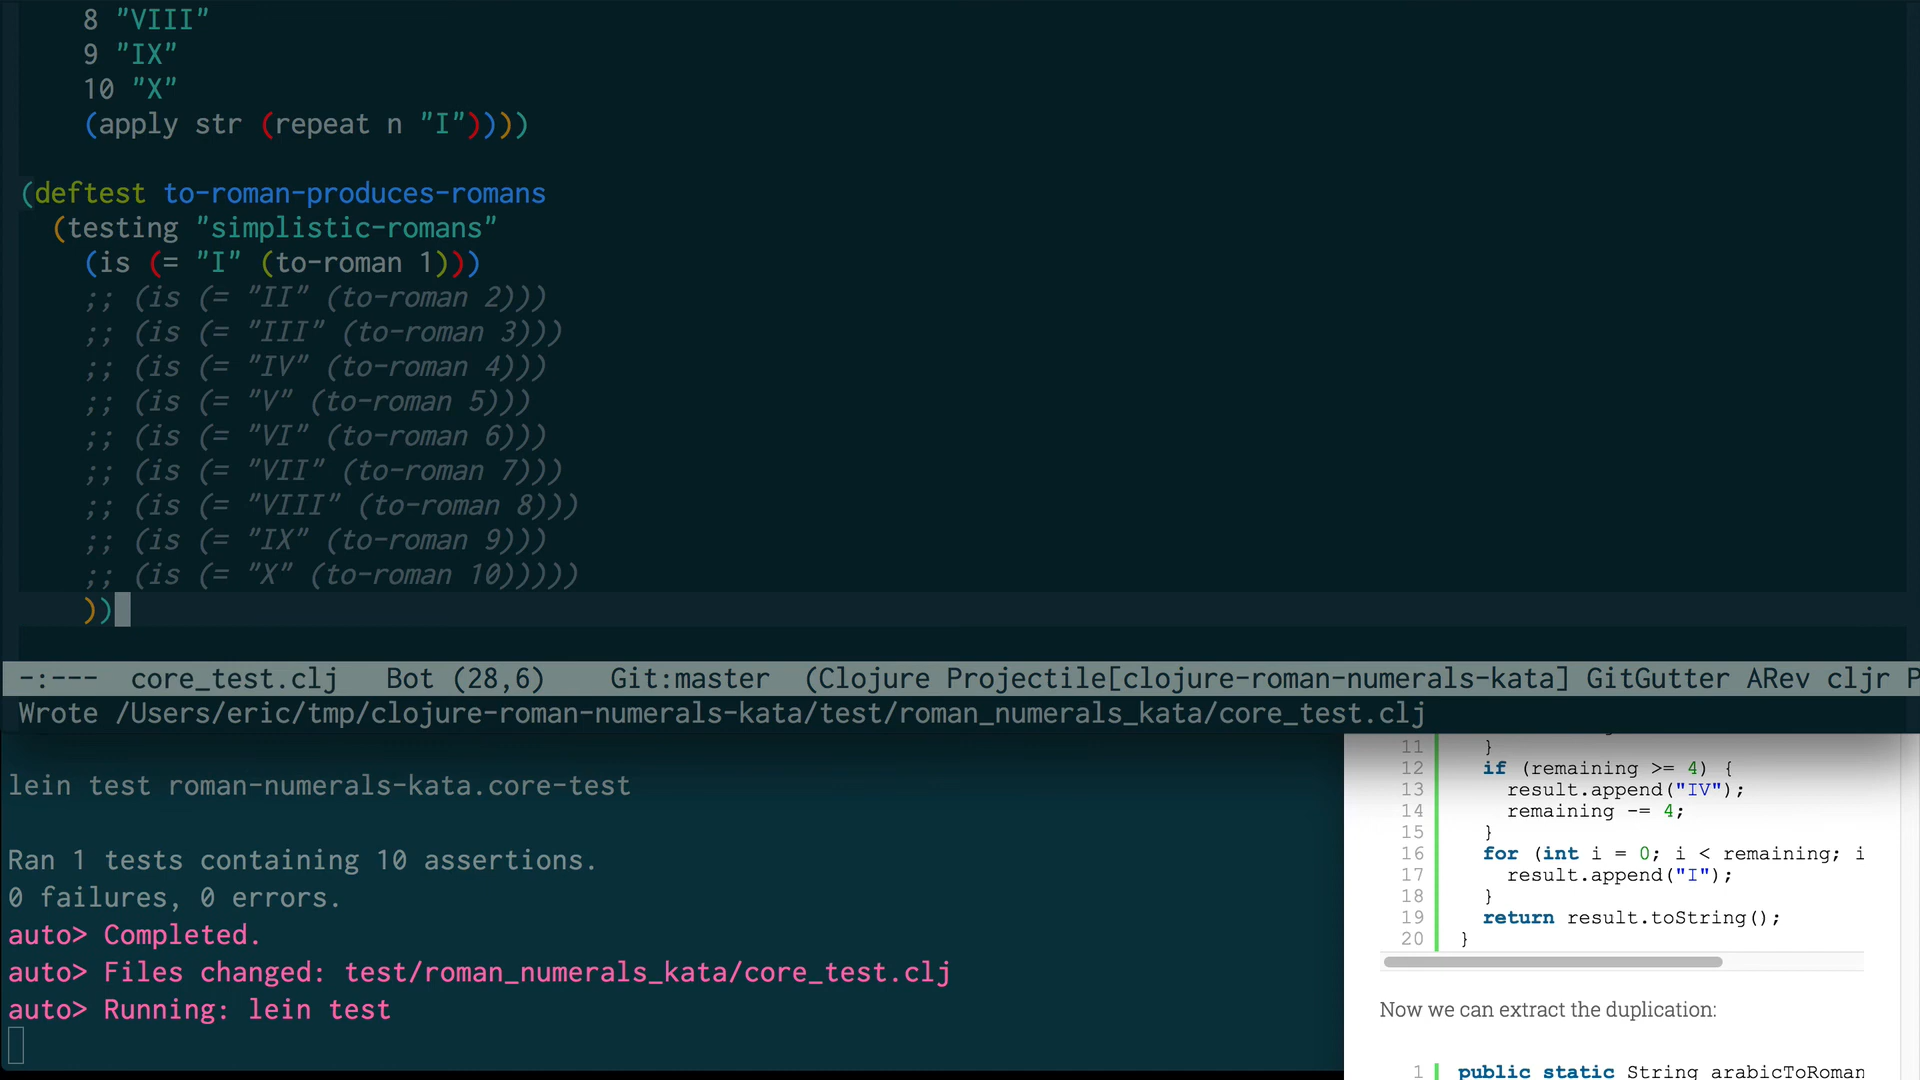 8 "VIII"
9 "IX"
10 "X"
(apply str (repeat n "I"))))
(deftest to-roman-produces-romans
(testing "simplistic-romans"
(is (= "I" (to-roman 1)))
;; (is (= "II" (to-roman 2)))
;; (is (= "III" (to-roman 3)))
;; (is (= "IV" (to-roman 4)))
;; (is (= "V" (to-roman 5)))
;; (is (= "VI" (to-roman 6)))
;; (is (= "VII" (to-roman 7)))
;; (is (= "VIII" (to-roman 8)))
;; (is (= "IX" (to-roman 9)))
;; (is (= "X" (to-roman 10)))))
))
-:--- core_test.clj Bot (28,6) Git:master (Clojure Projectile[clojure-roman-numerals-kata] GitGutter ARev cljr P
Wrote /Users/eric/tmp/clojure-roman-numerals-kata/test/roman_numerals_kata/core_test.clj
lein test roman-numerals-kata.core-test
Ran 1 tests containing 10 assertions.
0 failures, 0 errors.
auto> Completed.
auto> Files changed: test/roman_numerals_kata/core_test.clj
auto> Running: lein test
11 }
12 if (remaining >= 4) {
13 result.append("IV");
14 remaining -= 4;
15 }
16 for (int i = 0; i < remaining; i
17 result.append("I");
18 }
19 return result.toString();
20 }
Now we can extract the duplication:
1 public static String arabicToRoman